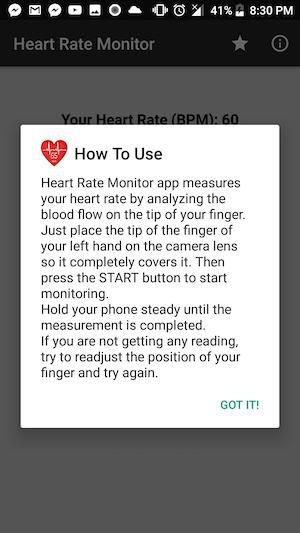 41% 8:30 PM
Heart Rate Monitor
Your Heart Rate (BPM): 60
How To Use
Heart Rate Monitor app measures
your heart rate by analyzing the
blood flow on the tip of your finger.
Just place the tip of the finger of
your left hand on the camera lens
so it completely covers it. Then
press the START button to start
monitoring.
Hold your phone steady until the
measurement is completed.
If you are not getting any reading,
try to readjust the position of your
finger and try again.
GOT IT!